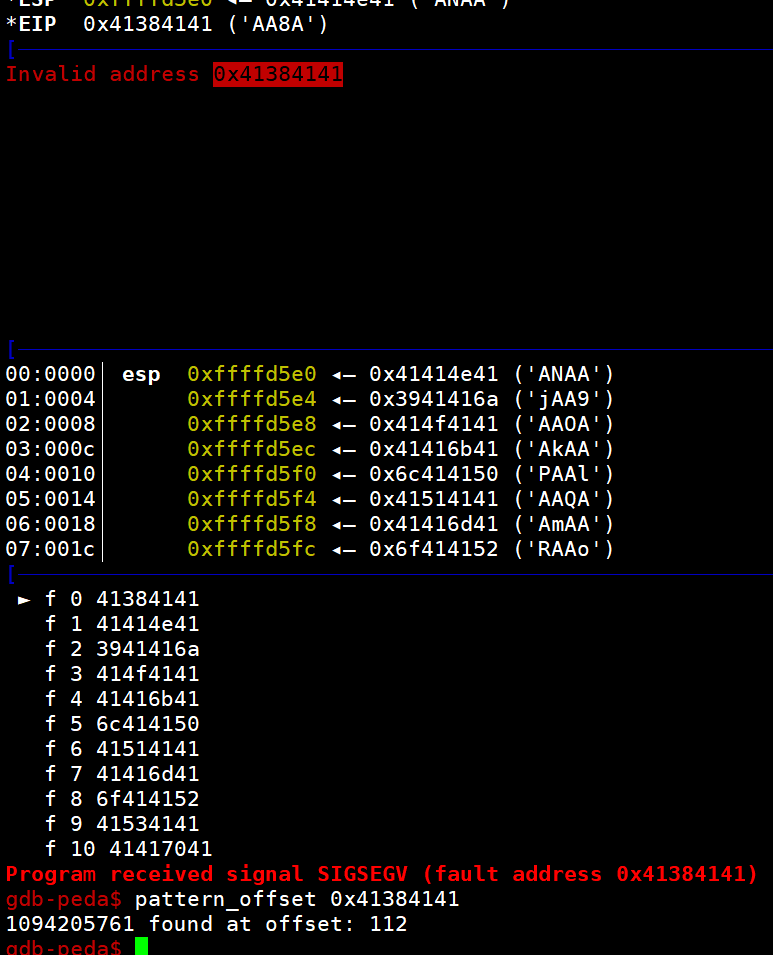 *ESP 0xffffd5e0 ◂— 0x41414e41 ('ANAA')
*EIP 0x41384141 ('AA8A')
[
Invalid address 0x41384141
[
00:0000│ esp 0xffffd5e0 ◂— 0x41414e41 ('ANAA')
01:0004│ 0xffffd5e4 ◂— 0x3941416a ('jAA9')
02:0008│ 0xffffd5e8 ◂— 0x414f4141 ('AAOA')
03:000c│ 0xffffd5ec ◂— 0x41416b41 ('AkAA')
04:0010│ 0xffffd5f0 ◂— 0x6c414150 ('PAAl')
05:0014│ 0xffffd5f4 ◂— 0x41514141 ('AAQA')
06:0018│ 0xffffd5f8 ◂— 0x41416d41 ('AmAA')
07:001c│ 0xffffd5fc ◂— 0x6f414152 ('RAAo')
[
► f 0 41384141
f 1 41414e41
f 2 3941416a
f 3 414f4141
f 4 41416b41
f 5 6c414150
f 6 41514141
f 7 41416d41
f 8 6f414152
f 9 41534141
f 10 41417041
Program received signal SIGSEGV (fault address 0x41384141)
gdb-peda$ pattern_offset 0x41384141
1094205761 found at offset: 112
gdb-peda$